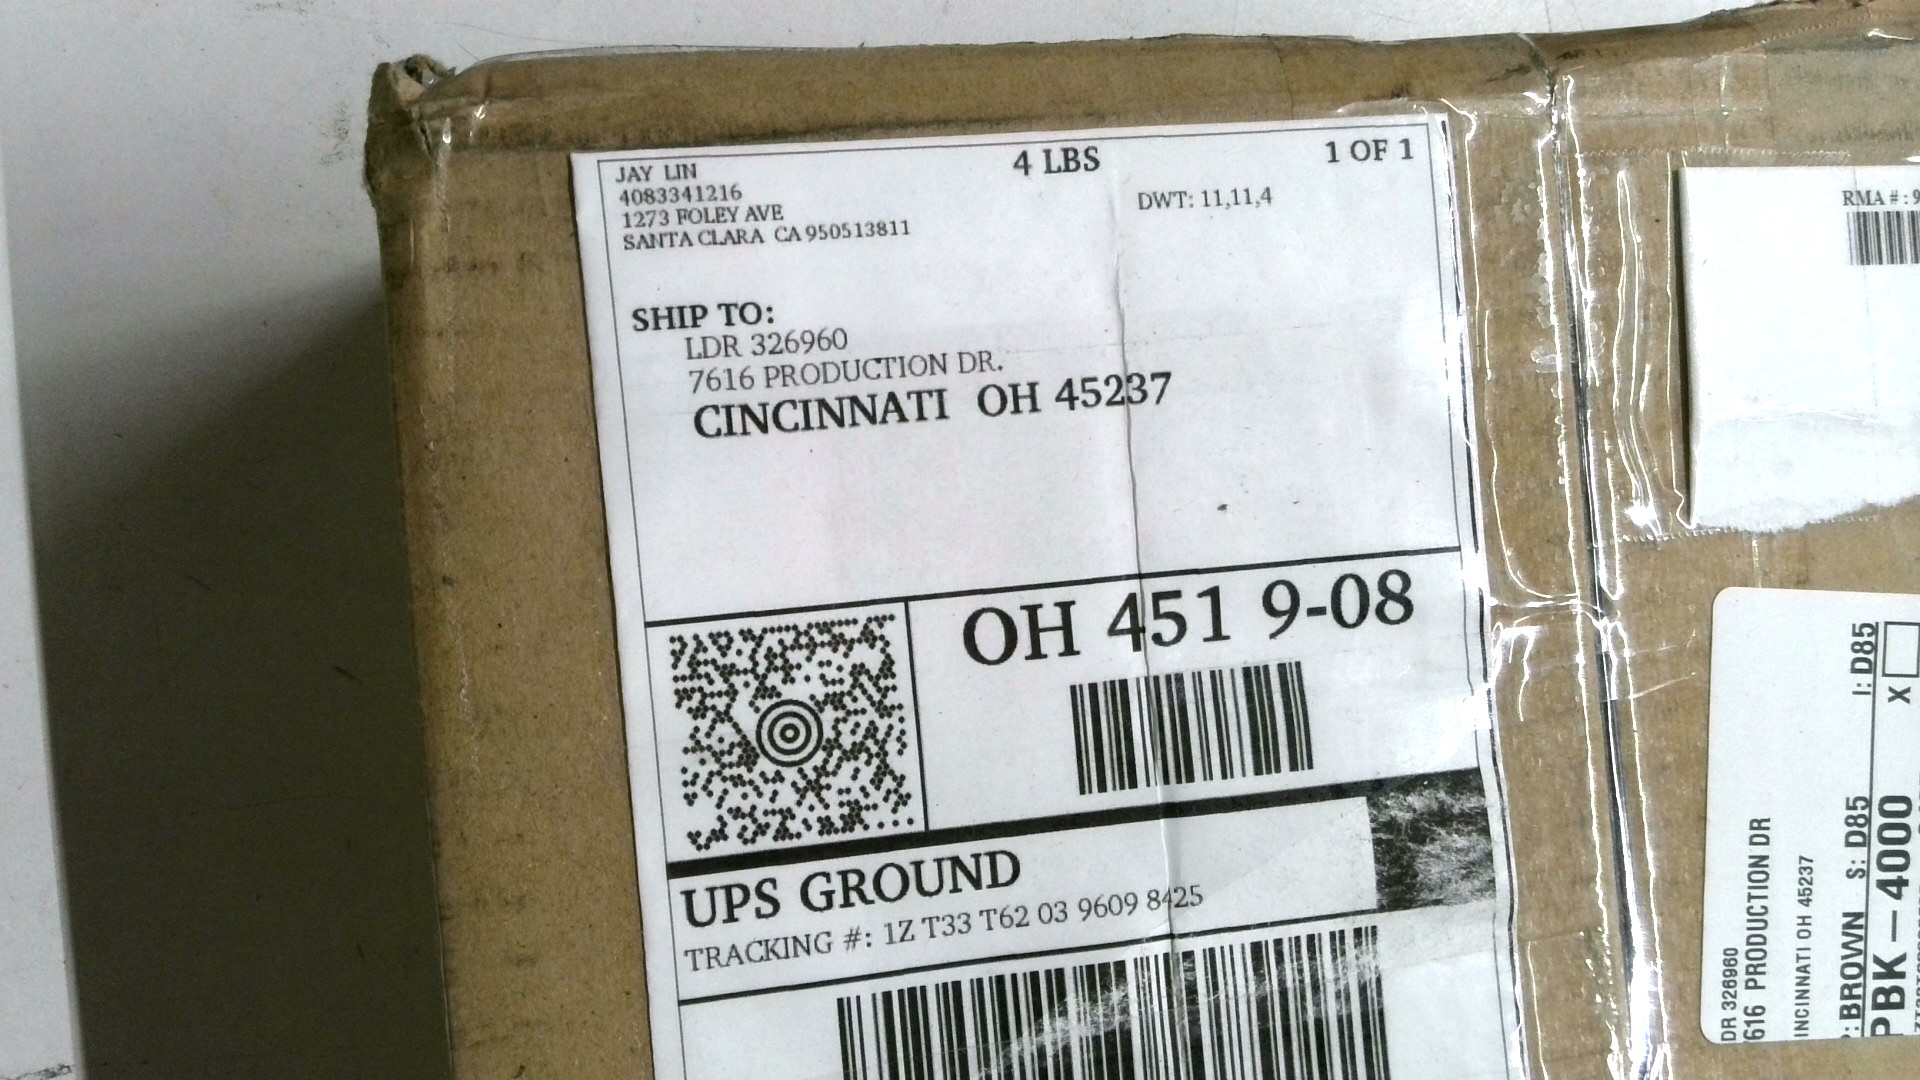 JAY LIN
4083341216
1273 FOLEY AVE
SANTA CLARA CA 950513811
4 LBS
1 OF 1
DWT: 11,11,4
SHIP TO:
LDR 326960
7616 PRODUCTION DR.
CINCINNATI OH 45237
OH 451 9-08
UPS GROUND
TRACKING #: 1Z T33 T62 03 9609 8425
RMA # : 9
DR 326960
616 PRODUCTION DR
INCINNATI OH 45237
: BROWN S: D85 I: D85
PBK-4000 X